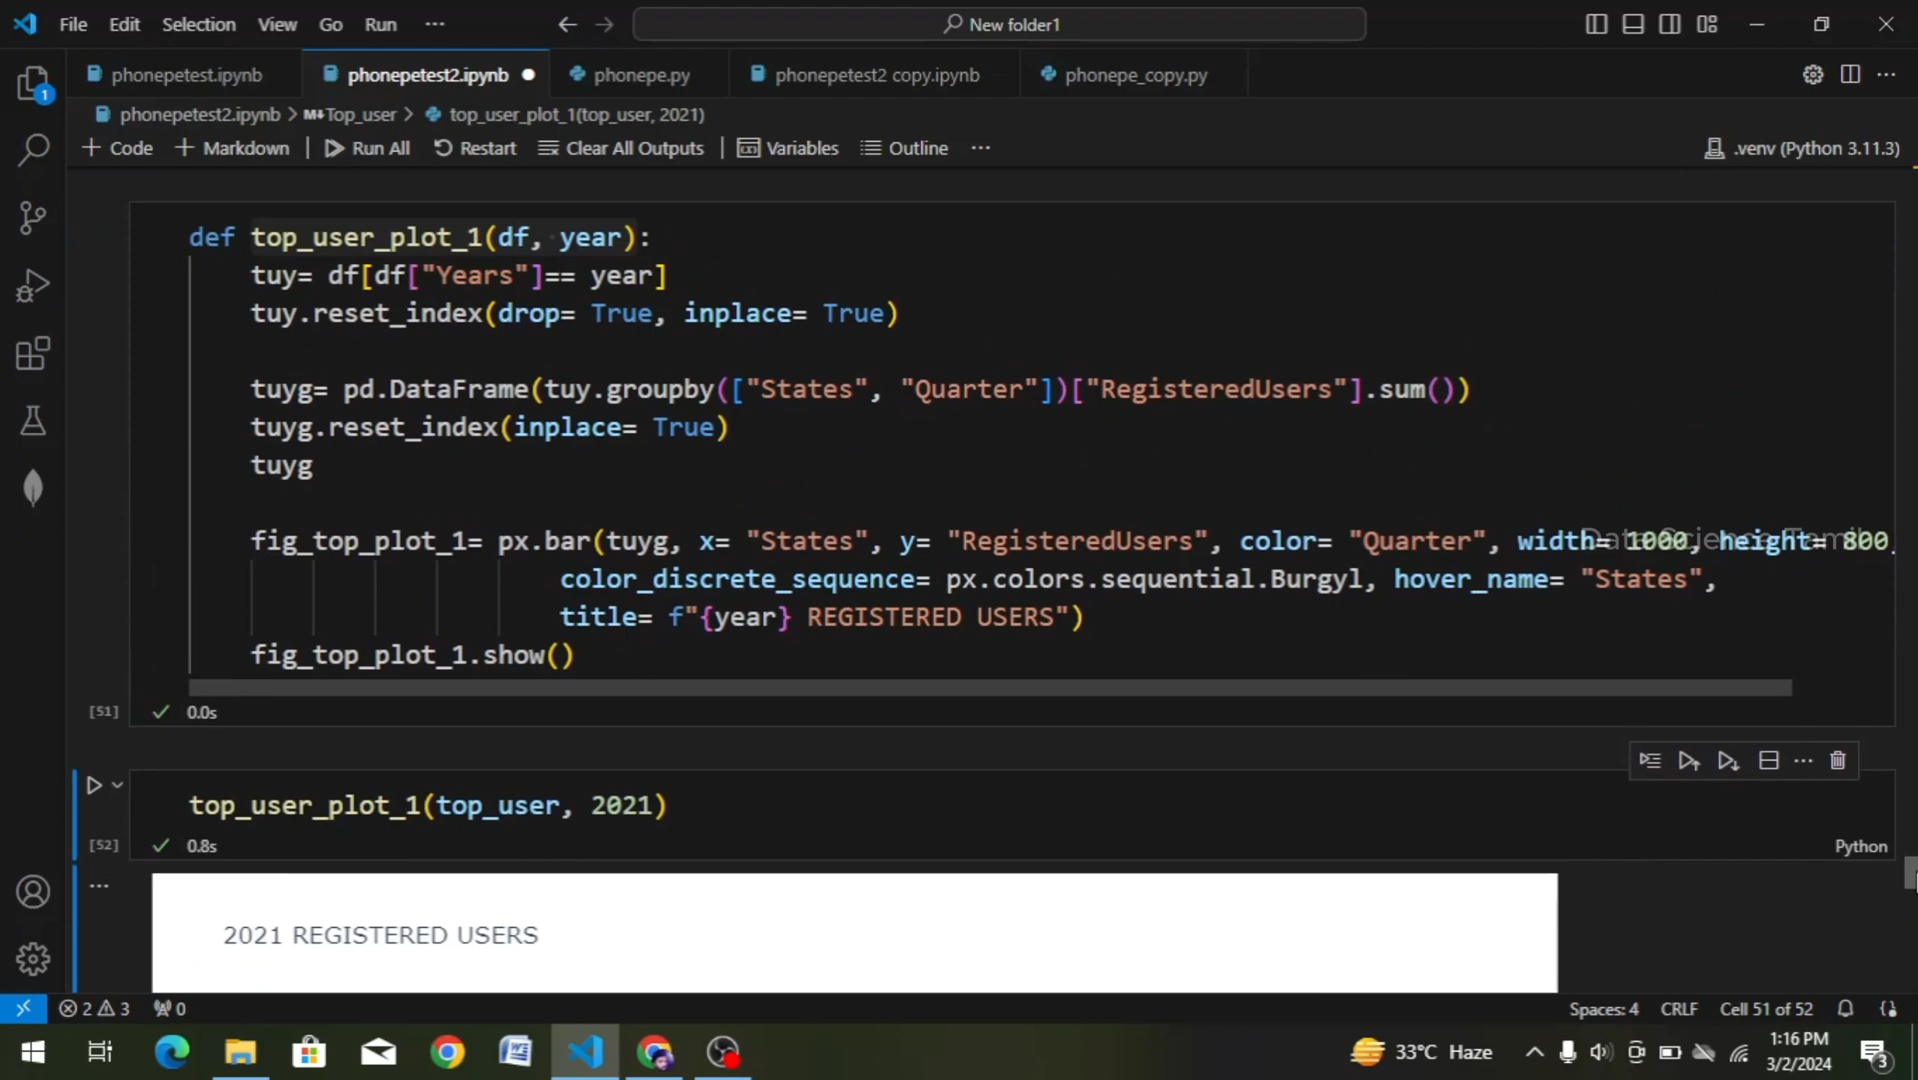 File Edit Selection View Go Run ···
New folder1
phonepetest.ipynb phonepetest2.ipynb phonepe.py phonepetest2 copy.ipynb phonepe_copy.py
1
phonepetest2.ipynb > M↓Top_user > top_user_plot_1(top_user, 2021)
+ Code + Markdown | Run All Restart Clear All Outputs | Variables Outline ···
.venv (Python 3.11.3)
def top_user_plot_1(df, year):
tuy= df[df["Years"]== year]
tuy.reset_index(drop= True, inplace= True)
tuyg= pd.DataFrame(tuy.groupby(["States", "Quarter"])["RegisteredUsers"].sum())
tuyg.reset_index(inplace= True)
tuyg
fig_top_plot_1= px.bar(tuyg, x= "States", y= "RegisteredUsers", color= "Quarter", width= 1000, height= 800
color_discrete_sequence= px.colors.sequential.Burgyl, hover_name= "States",
title= f"{year} REGISTERED USERS")
fig_top_plot_1.show()
[51] ✓ 0.0s
top_user_plot_1(top_user, 2021)
[52] ✓ 0.8s
Python
2021 REGISTERED USERS
2 3 0
Spaces: 4 CRLF Cell 51 of 52
33°C Haze
1:16 PM
3/2/2024
3